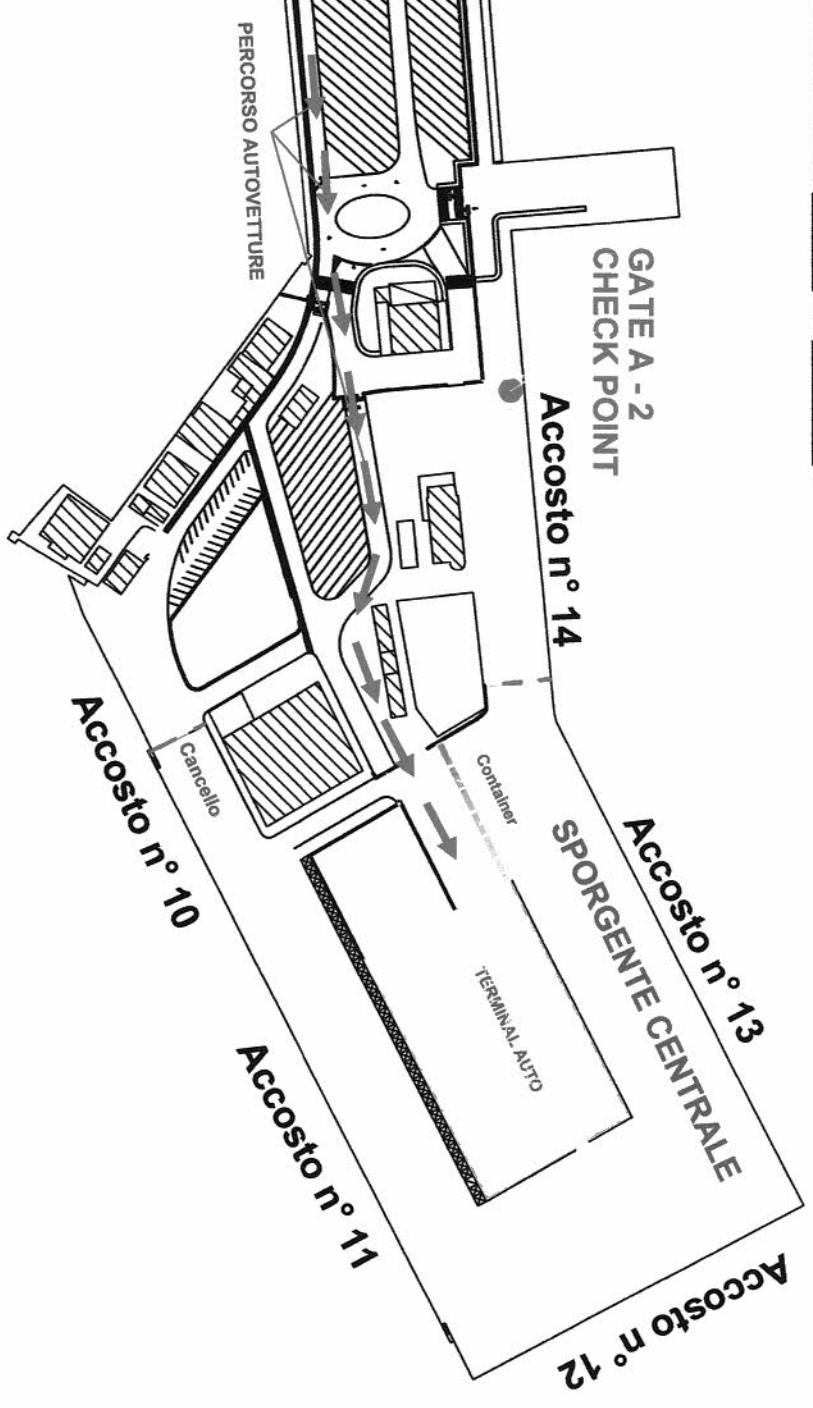 PERCORSO AUTOVETTURE
GATE A - 2
CHECK POINT
Accosto n° 14
Accosto n° 13
SPORGENTE CENTRALE
Container
Cancello
TERMINAL AUTO
Accosto n° 10
Accosto n° 11
Accosto n° 12